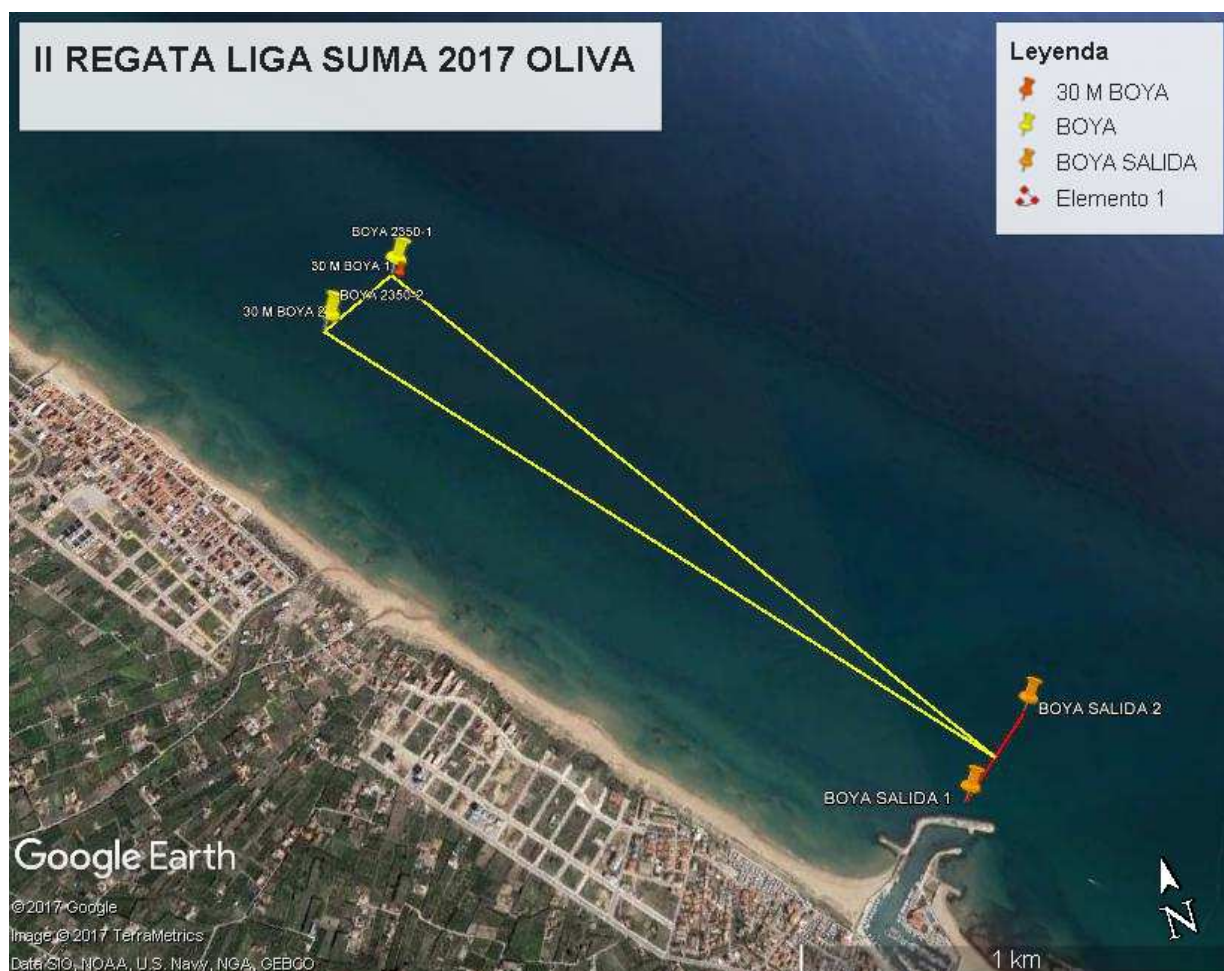 II REGATA LIGA SUMA 2017 OLIVA
Leyenda
30 M BOYA
BOYA
BOYA SALIDA
Elemento 1
BOYA 2350-1
30 M BOYA 1
BOYA 2350-2
30 M BOYA 2
BOYA SALIDA 2
BOYA SALIDA 1
Google Earth
©2017 Google
Image © 2017 TerraMetrics
Data SIO, NOAA, U.S. Navy, NGA, GEBCO
N
1 km